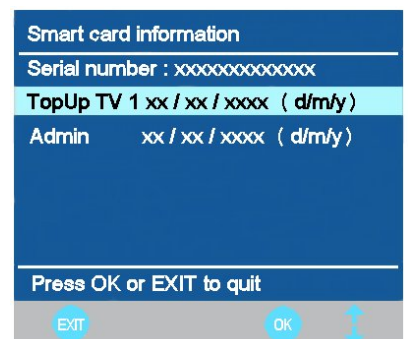 Smart card information
Serial number : xxxxxxxxxxxxx
TopUp TV 1 xx / xx / xxxx ( d/m/y )
Admin xx / xx / xxxx ( d/m/y )
Press OK or EXIT to quit
EXIT OK